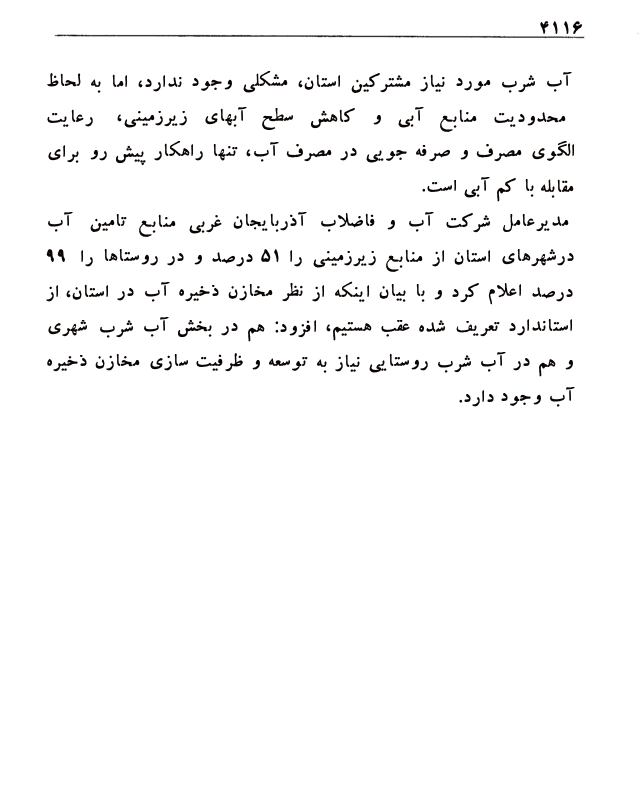 ۴۱۱۶
آب شرب مورد نیاز مشترکین استان، مشکلی وجود ندارد، اما به لحاظ
محدودیت منابع آبی و کاهش سطح آبهای زیرزمینی، رعایت
الگوی مصرف و صرفه جویی در مصرف آب، تنها راهکار پیش رو برای
مقابله با کم آبی است.
مدیرعامل شرکت آب و فاضلاب آذربایجان غربی منابع تامین آب
درشهرهای استان از منابع زیرزمینی را ۵۱ درصد و در روستاها را ۹۹
درصد اعلام کرد و با بیان اینکه از نظر مخازن ذخیره آب در استان، از
استاندارد تعریف شده عقب هستیم، افزود: هم در بخش آب شرب شهری
و هم در آب شرب روستایی نیاز به توسعه و ظرفیت سازی مخازن ذخیره
آب وجود دارد.